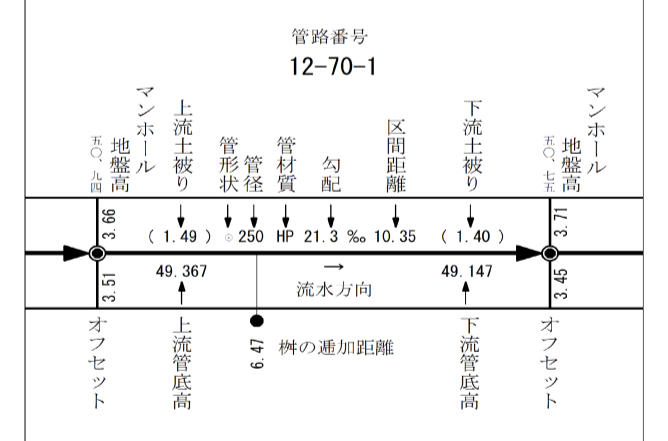 管路番号
12-70-1
マンホール
地盤高
五〇、九四
上流土被り
管形状
管径
管材質
勾配
区間距離
下流土被り
マンホール
地盤高
五〇、七五
3.66
( 1.49 ) ○ 250 HP 21.3 ‰ 10.35 ( 1.40 )
3.71
3.51
49.367
→
流水方向
49.147
3.45
オフセット
上流管底高
6.47
桝の逓加距離
下流管底高
オフセット